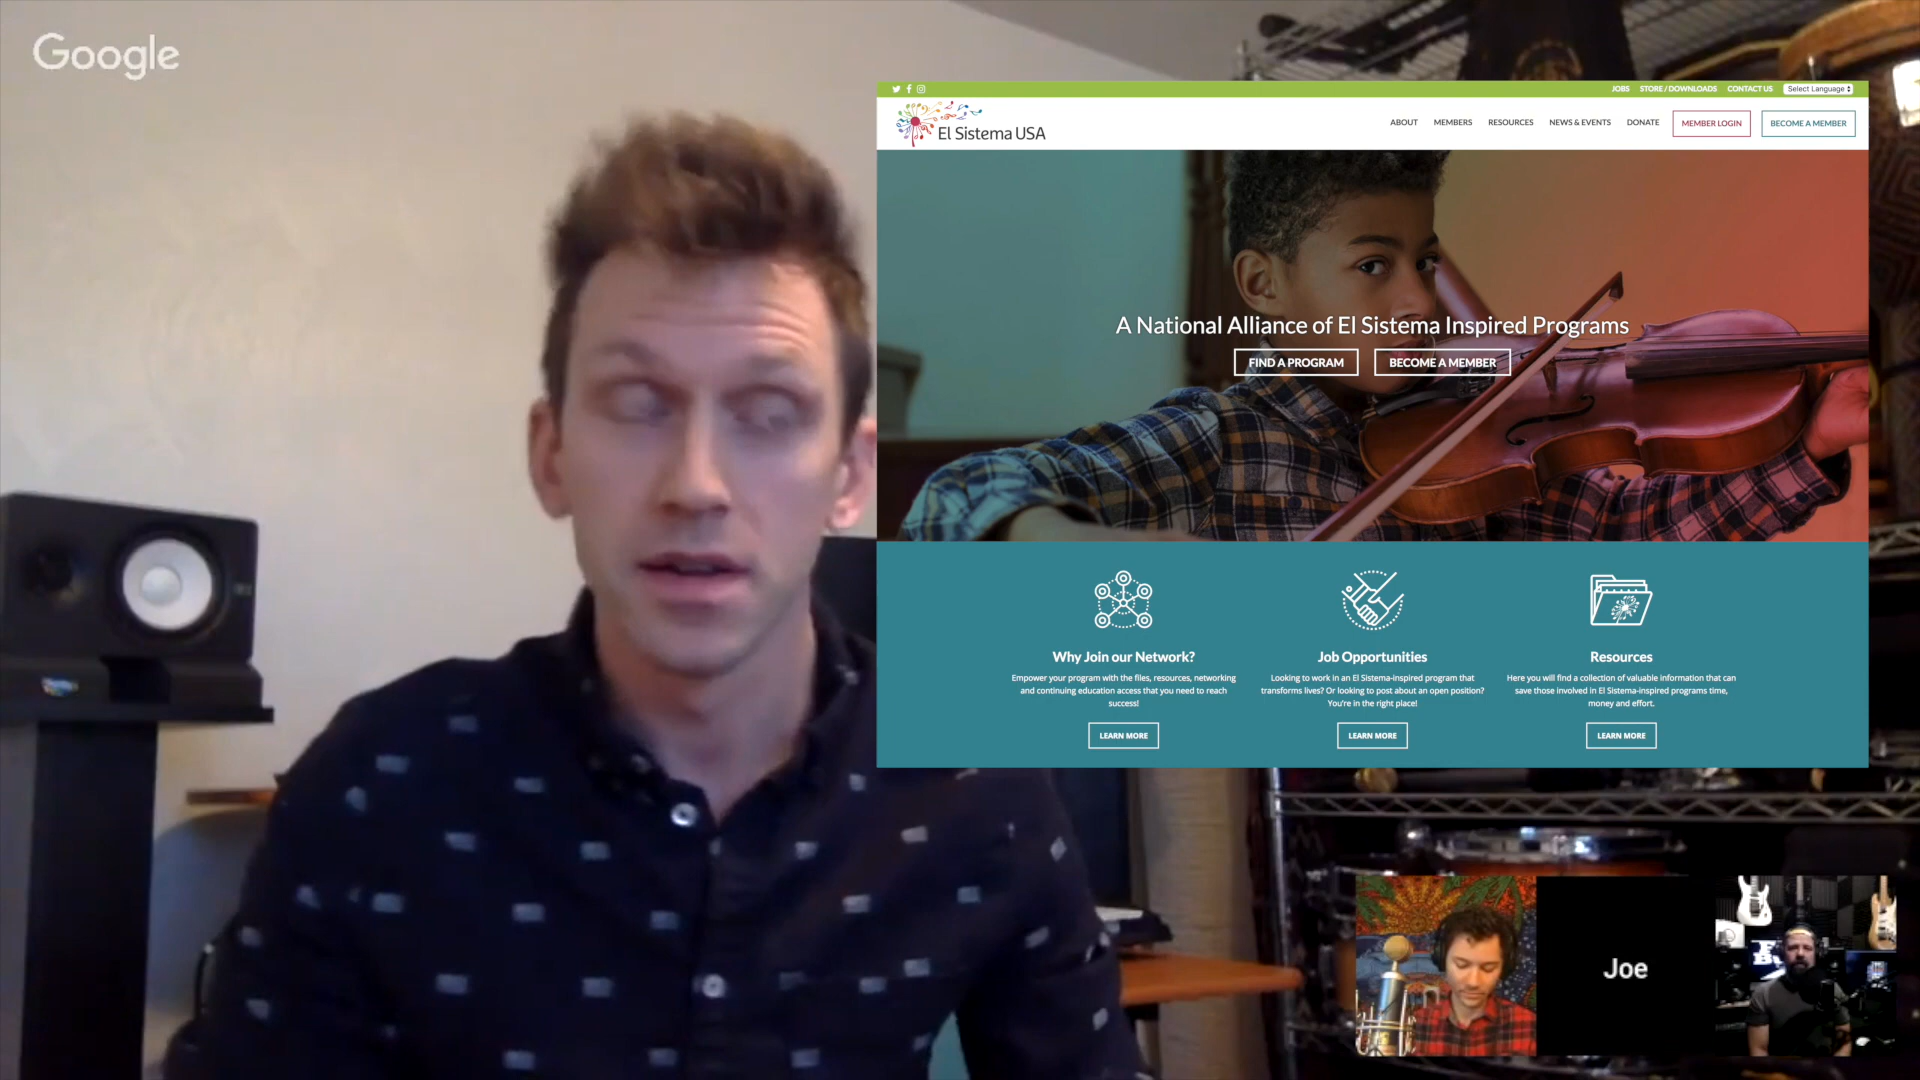 Google
JOBS STORE / DOWNLOADS CONTACT US Select Language
El Sistema USA
ABOUT MEMBERS RESOURCES NEWS & EVENTS DONATE MEMBER LOGIN BECOME A MEMBER
A National Alliance of El Sistema Inspired Programs
FIND A PROGRAM BECOME A MEMBER
Why Join our Network?
Empower your program with the files, resources, networking
and continuing education access that you need to reach
success!
LEARN MORE
Job Opportunities
Looking to work in an El Sistema-inspired program that
transforms lives? Or looking to post about an open position?
You're in the right place!
LEARN MORE
Resources
Here you will find a collection of valuable information that can
save those involved in El Sistema-inspired programs time,
money and effort.
LEARN MORE
Joe